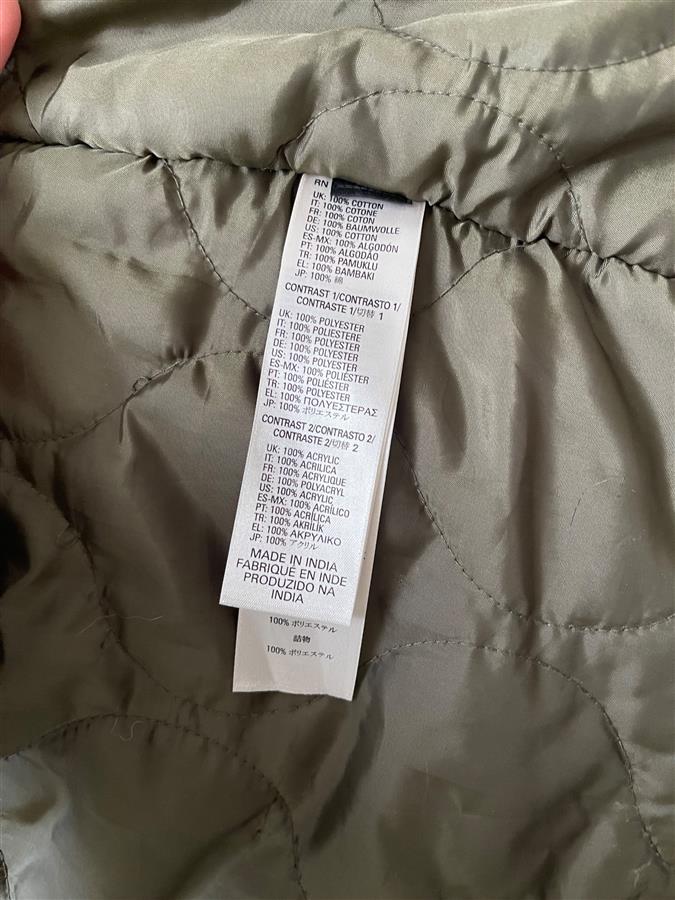 RN
UK: 100% COTTON
IT: 100% COTONE
FR: 100% COTON
DE: 100% BAUMWOLLE
US: 100% COTTON
ES-MX: 100% ALGODÓN
PT: 100% ALGODÃO
TR: 100% PAMUKLU
EL: 100% BAMBAKI
JP: 100% 綿
CONTRAST 1/CONTRASTO 1/
CONTRASTE 1/切替 1
UK: 100% POLYESTER
IT: 100% POLIESTERE
FR: 100% POLYESTER
DE: 100% POLYESTER
US: 100% POLYESTER
ES-MX: 100% POLIÉSTER
PT: 100% POLIÉSTER
TR: 100% POLYESTER
EL: 100% ΠΟΛΥΕΣΤΕΡΑΣ
JP: 100% ポリエステル
CONTRAST 2/CONTRASTO 2/
CONTRASTE 2/切替 2
UK: 100% ACRYLIC
IT: 100% ACRILICA
FR: 100% ACRYLIQUE
DE: 100% POLYACRYL
US: 100% ACRYLIC
ES-MX: 100% ACRÍLICO
PT: 100% ACRÍLICA
TR: 100% AKRİLİK
EL: 100% ΑΚΡΥΛΙΚΟ
JP: 100% アクリル
MADE IN INDIA
FABRIQUÉ EN INDE
PRODUZIDO NA
INDIA
100% ポリエステル
詰物
100% ポリエステル